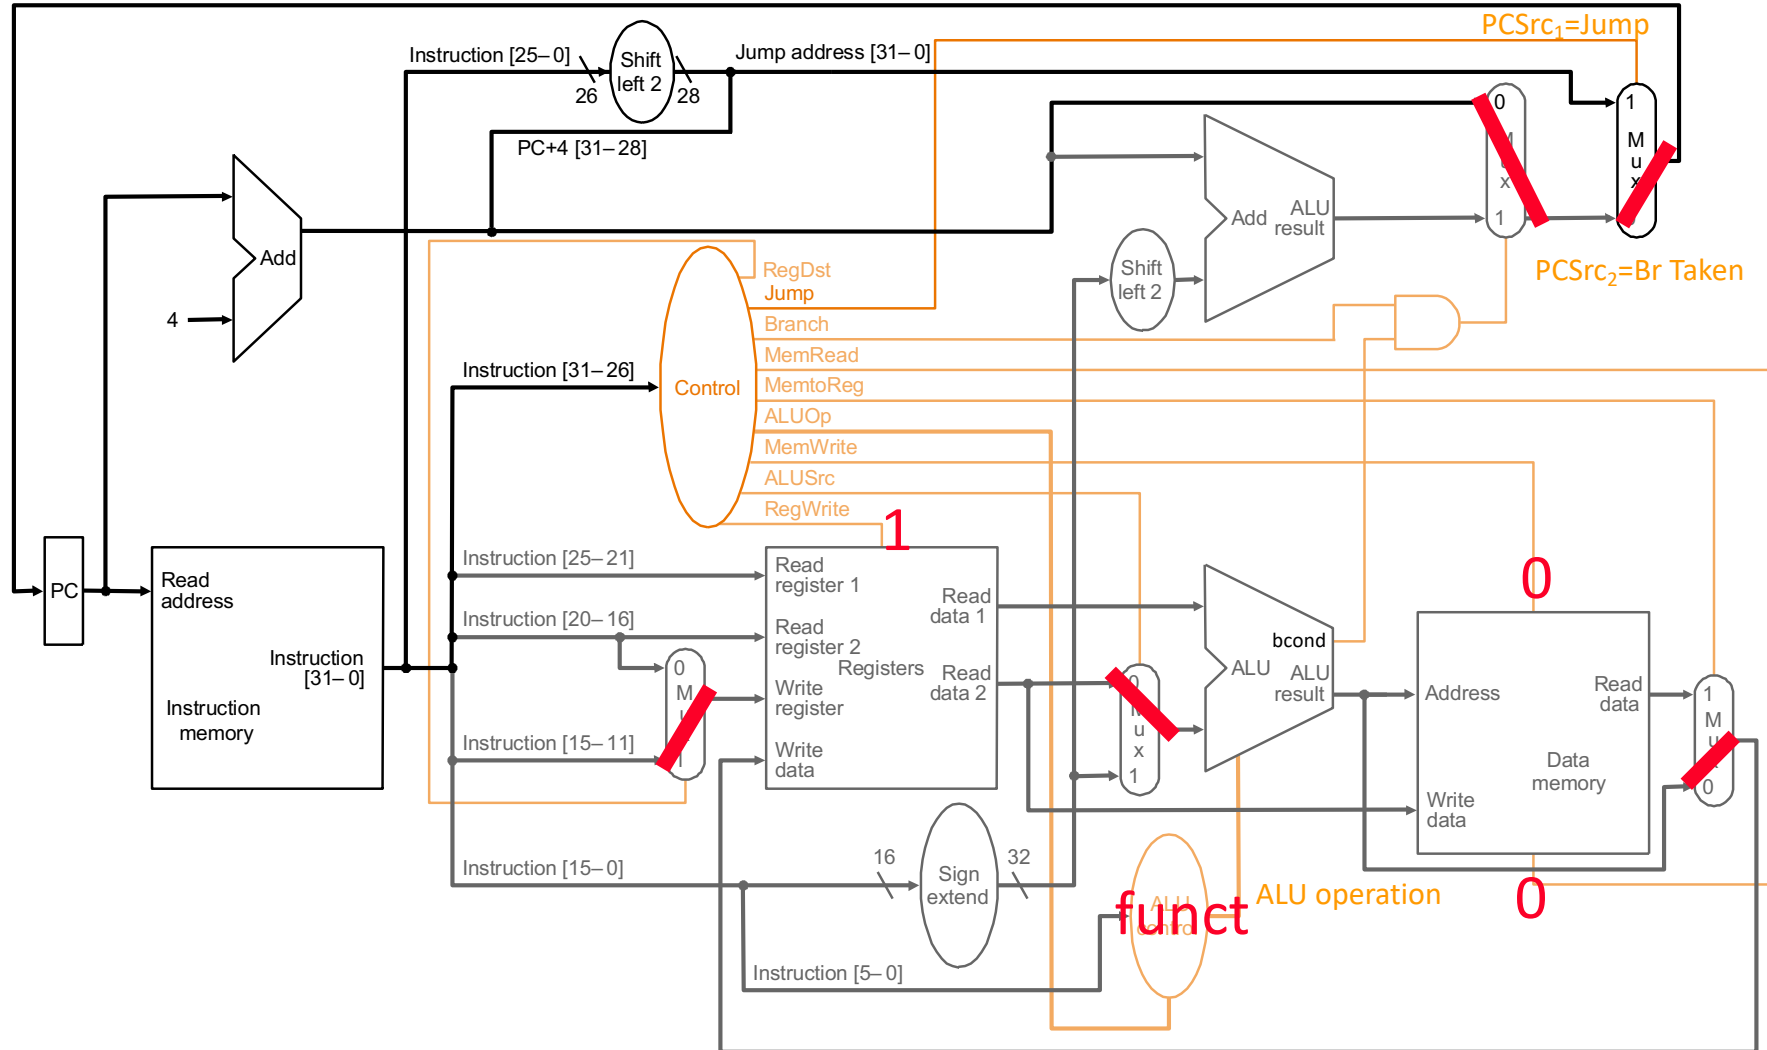 PCSrc1=Jump
Instruction [25–0]
Shift
left 2
Jump address [31–0]
26
28
0
M
u
x
1
1
M
u
x
PC+4 [31–28]
Add
ALU
result
Add
4
Shift
left 2
PCSrc2=Br Taken
RegDst
Jump
Branch
MemRead
MemtoReg
ALUOp
MemWrite
ALUSrc
RegWrite
Instruction [31–26]
Control
1
0
PC
Read
address
Instruction
[31–0]
Instruction
memory
Instruction [25–21]
Instruction [20–16]
Instruction [15–11]
Instruction [15–0]
0
M
Read
register 1
Read
register 2
Registers
Write
register
Write
data
Read
data 1
Read
data 2
0
M
u
x
1
bcond
ALU
ALU
result
Address
Read
data
Data
memory
Write
data
1
M
u
0
16
Sign
extend
32
ALU
control
funct
ALU operation
0
Instruction [5–0]